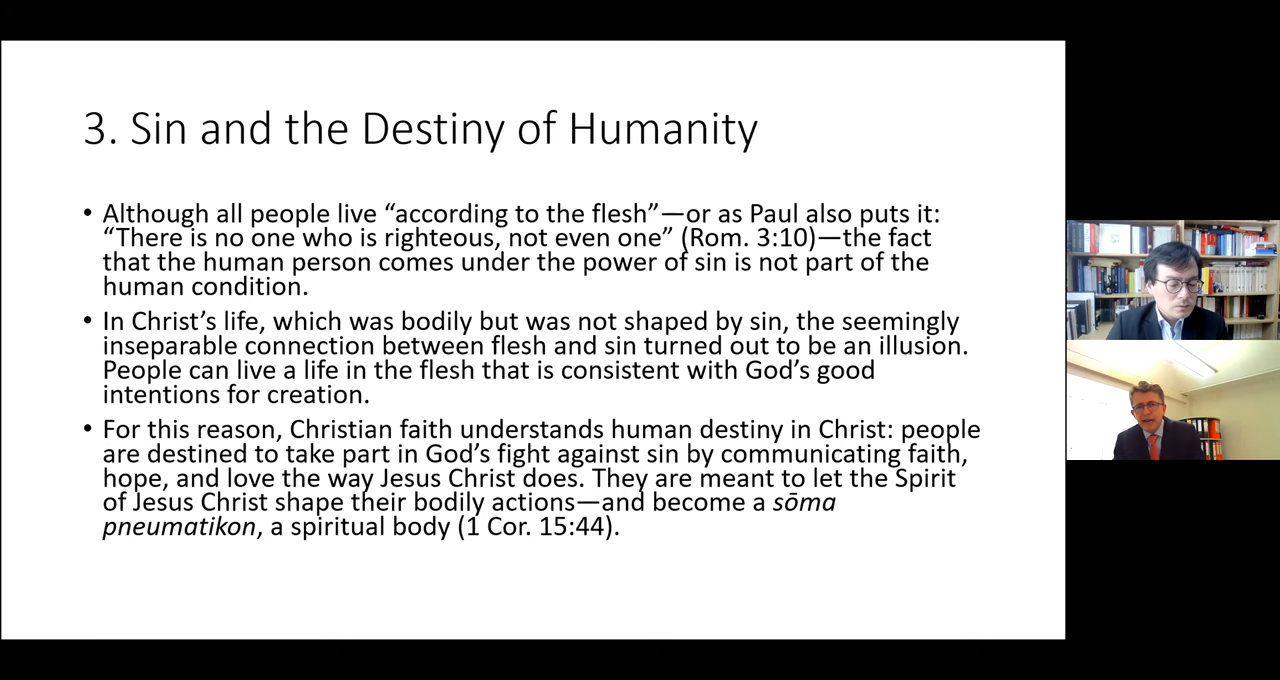 3. Sin and the Destiny of Humanity
• Although all people live “according to the flesh”—or as Paul also puts it:
“There is no one who is righteous, not even one” (Rom. 3:10)—the fact
that the human person comes under the power of sin is not part of the
human condition.
• In Christ’s life, which was bodily but was not shaped by sin, the seemingly
inseparable connection between flesh and sin turned out to be an illusion.
People can live a life in the flesh that is consistent with God’s good
intentions for creation.
• For this reason, Christian faith understands human destiny in Christ: people
are destined to take part in God’s fight against sin by communicating faith,
hope, and love the way Jesus Christ does. They are meant to let the Spirit
of Jesus Christ shape their bodily actions—and become a sōma
pneumatikon, a spiritual body (1 Cor. 15:44).